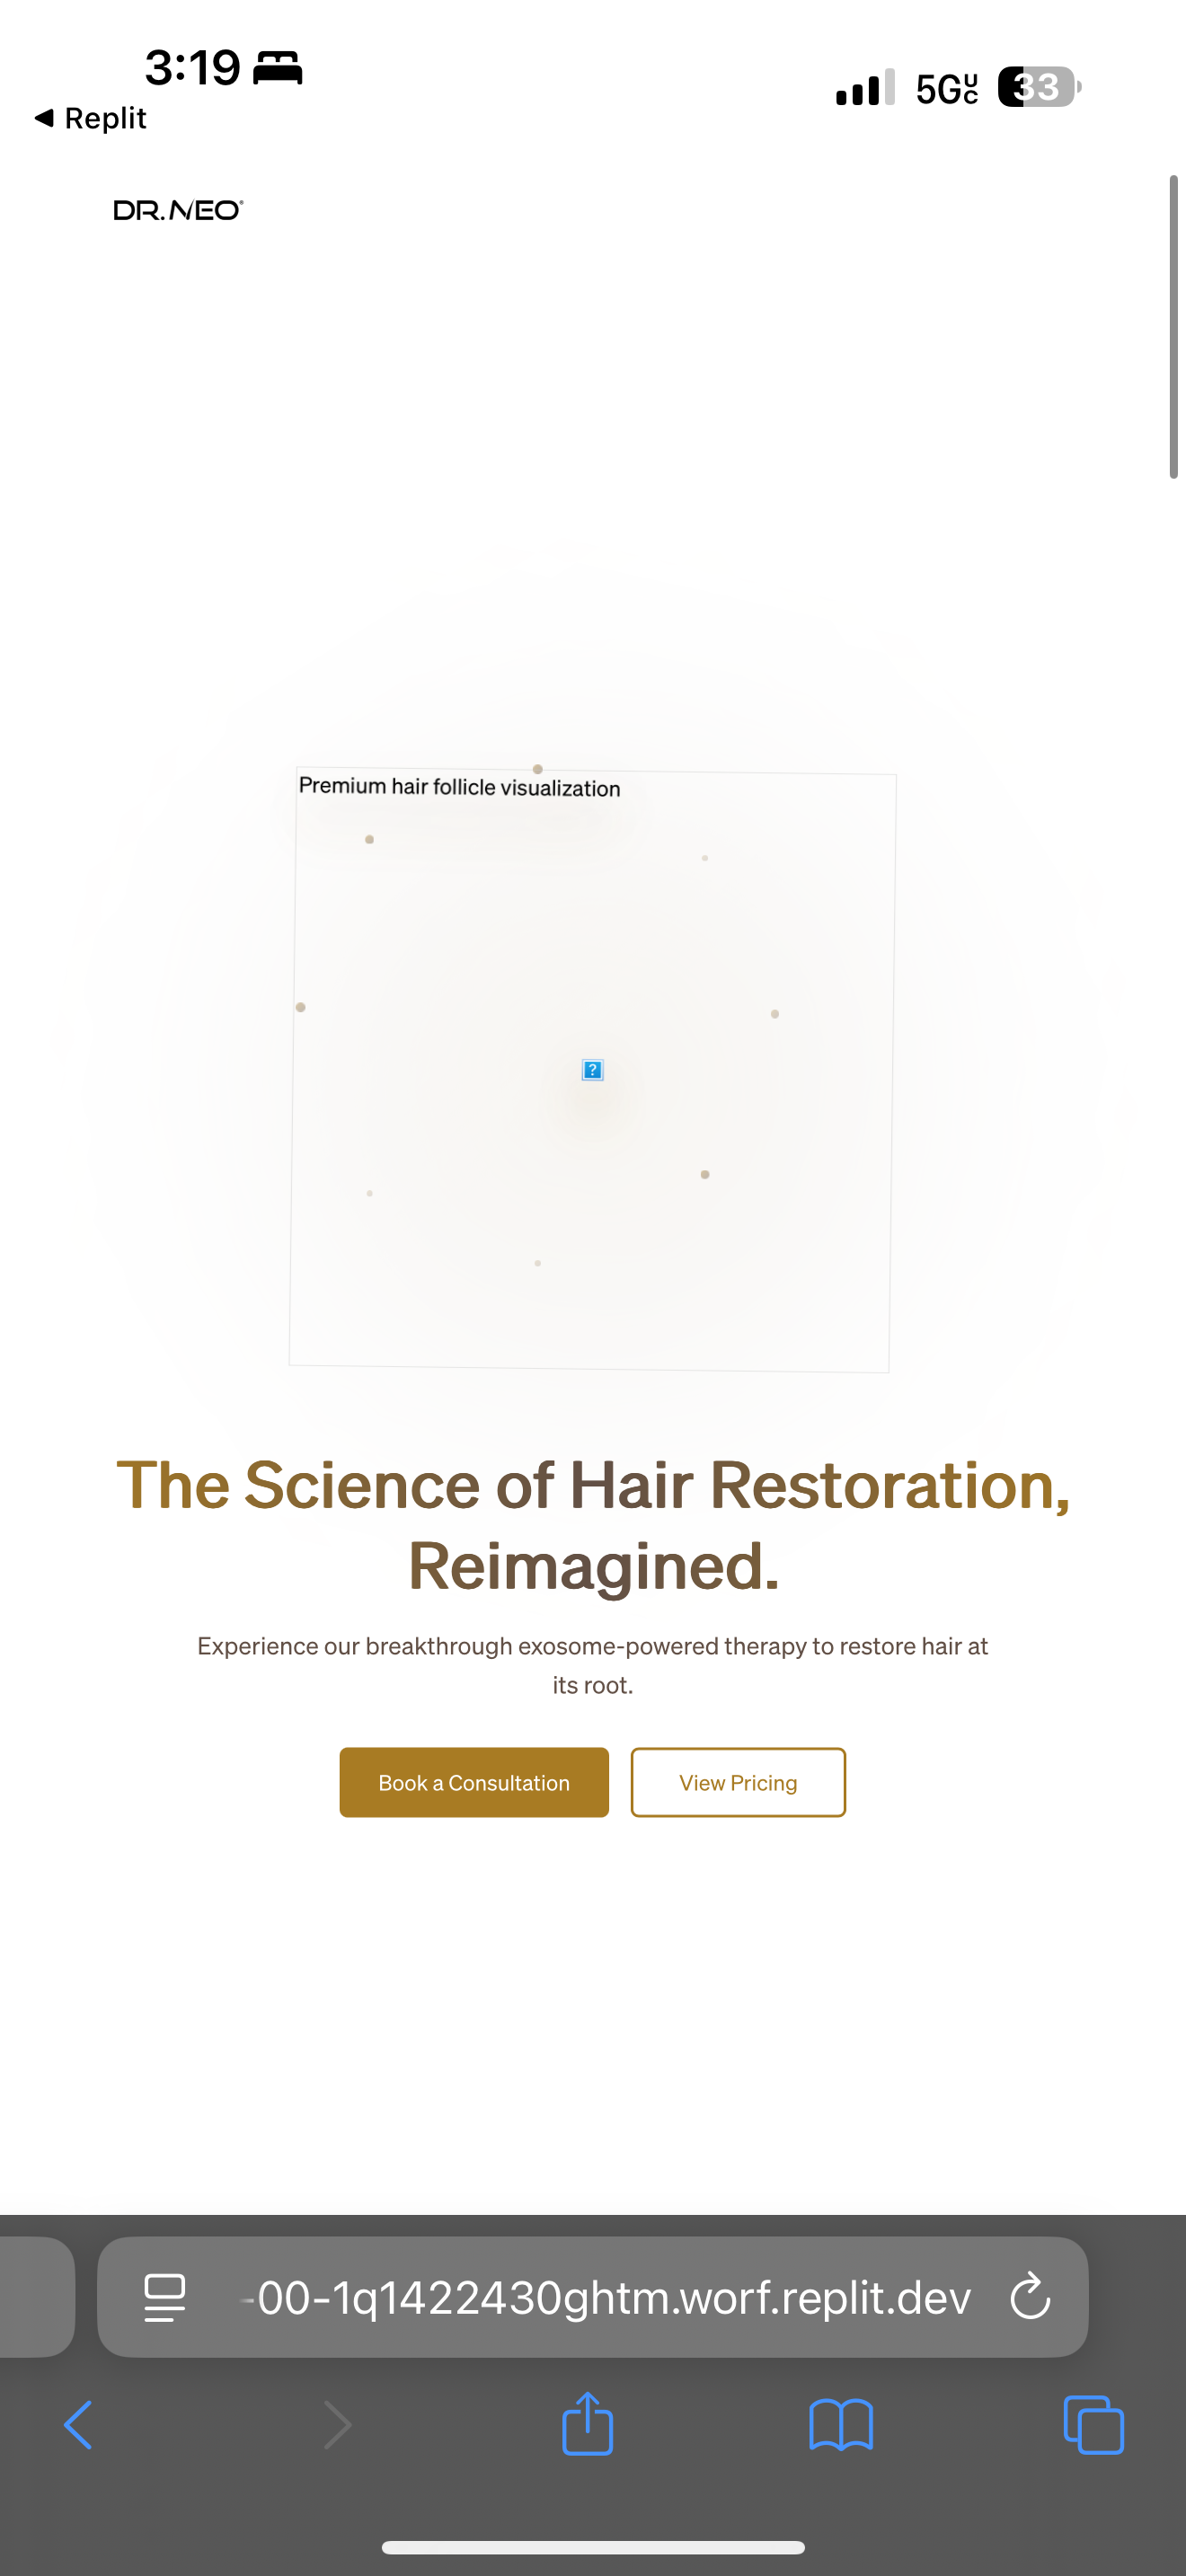 3:19
5G UC
33
◀ Replit
DR.NEO®
Premium hair follicle visualization
?
The Science of Hair Restoration,
Reimagined.
Experience our breakthrough exosome-powered therapy to restore hair at
its root.
Book a Consultation
View Pricing
-00-1q1422430ghtm.worf.replit.dev